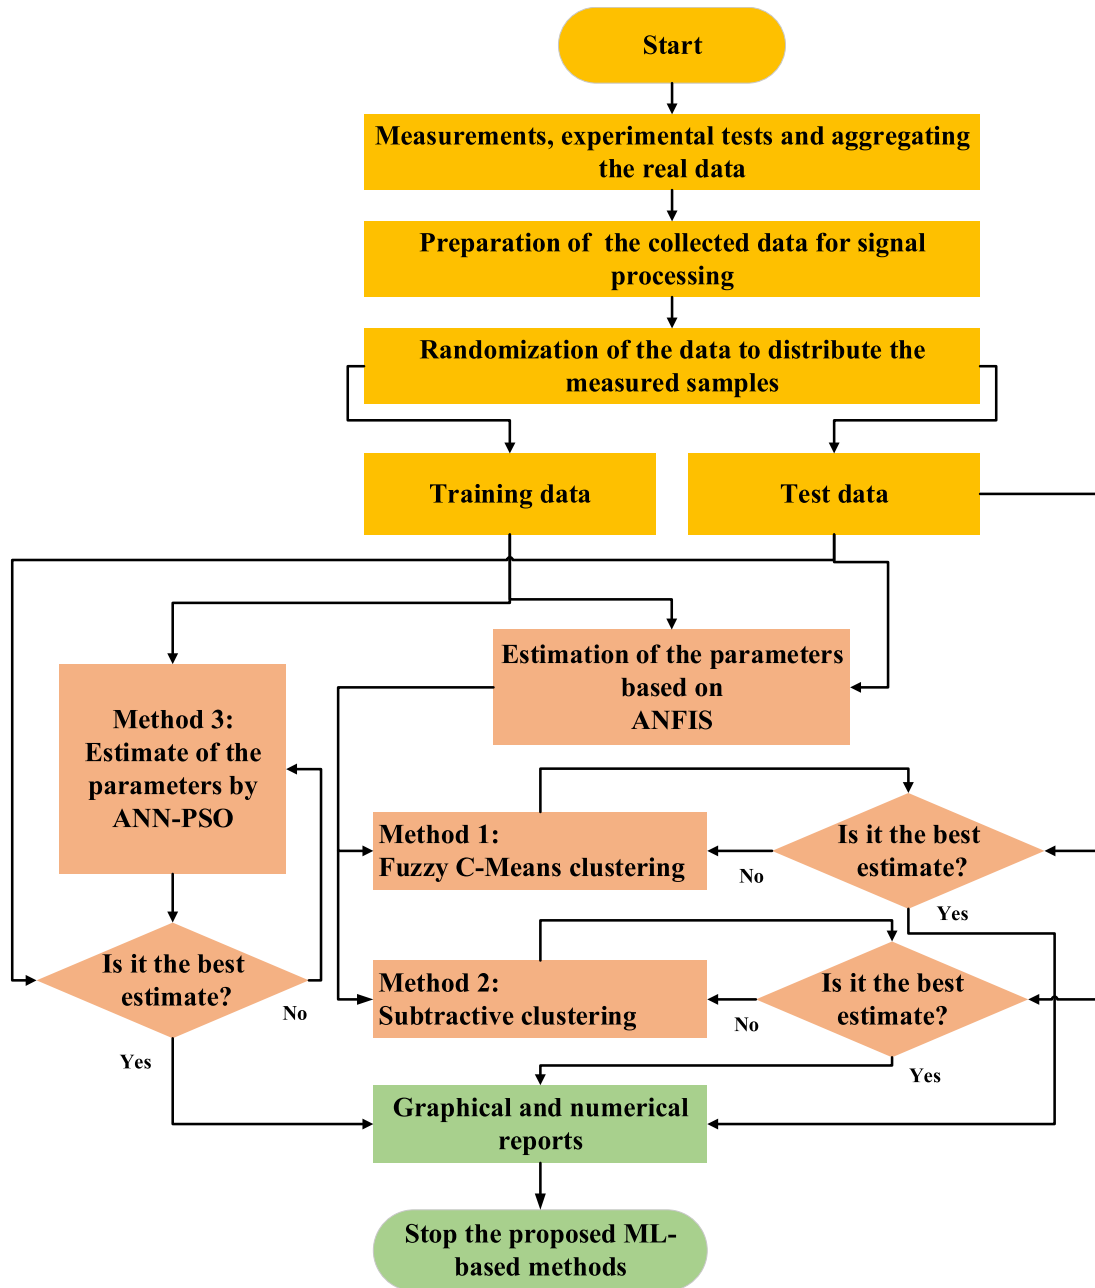 Start
Measurements, experimental tests and aggregating
the real data
Preparation of  the collected data for signal
processing
Randomization of the data to distribute the
measured samples
Training data
Test data
Estimation of the parameters
based on
ANFIS
Method 3:
Estimate of the
parameters by
ANN-PSO
Method 1:
Fuzzy C-Means clustering
Is it the best
estimate?
No
Yes
Is it the best
estimate?
No
Yes
Method 2:
Subtractive clustering
Is it the best
estimate?
No
Yes
Graphical and numerical
reports
Stop the proposed ML-
based methods